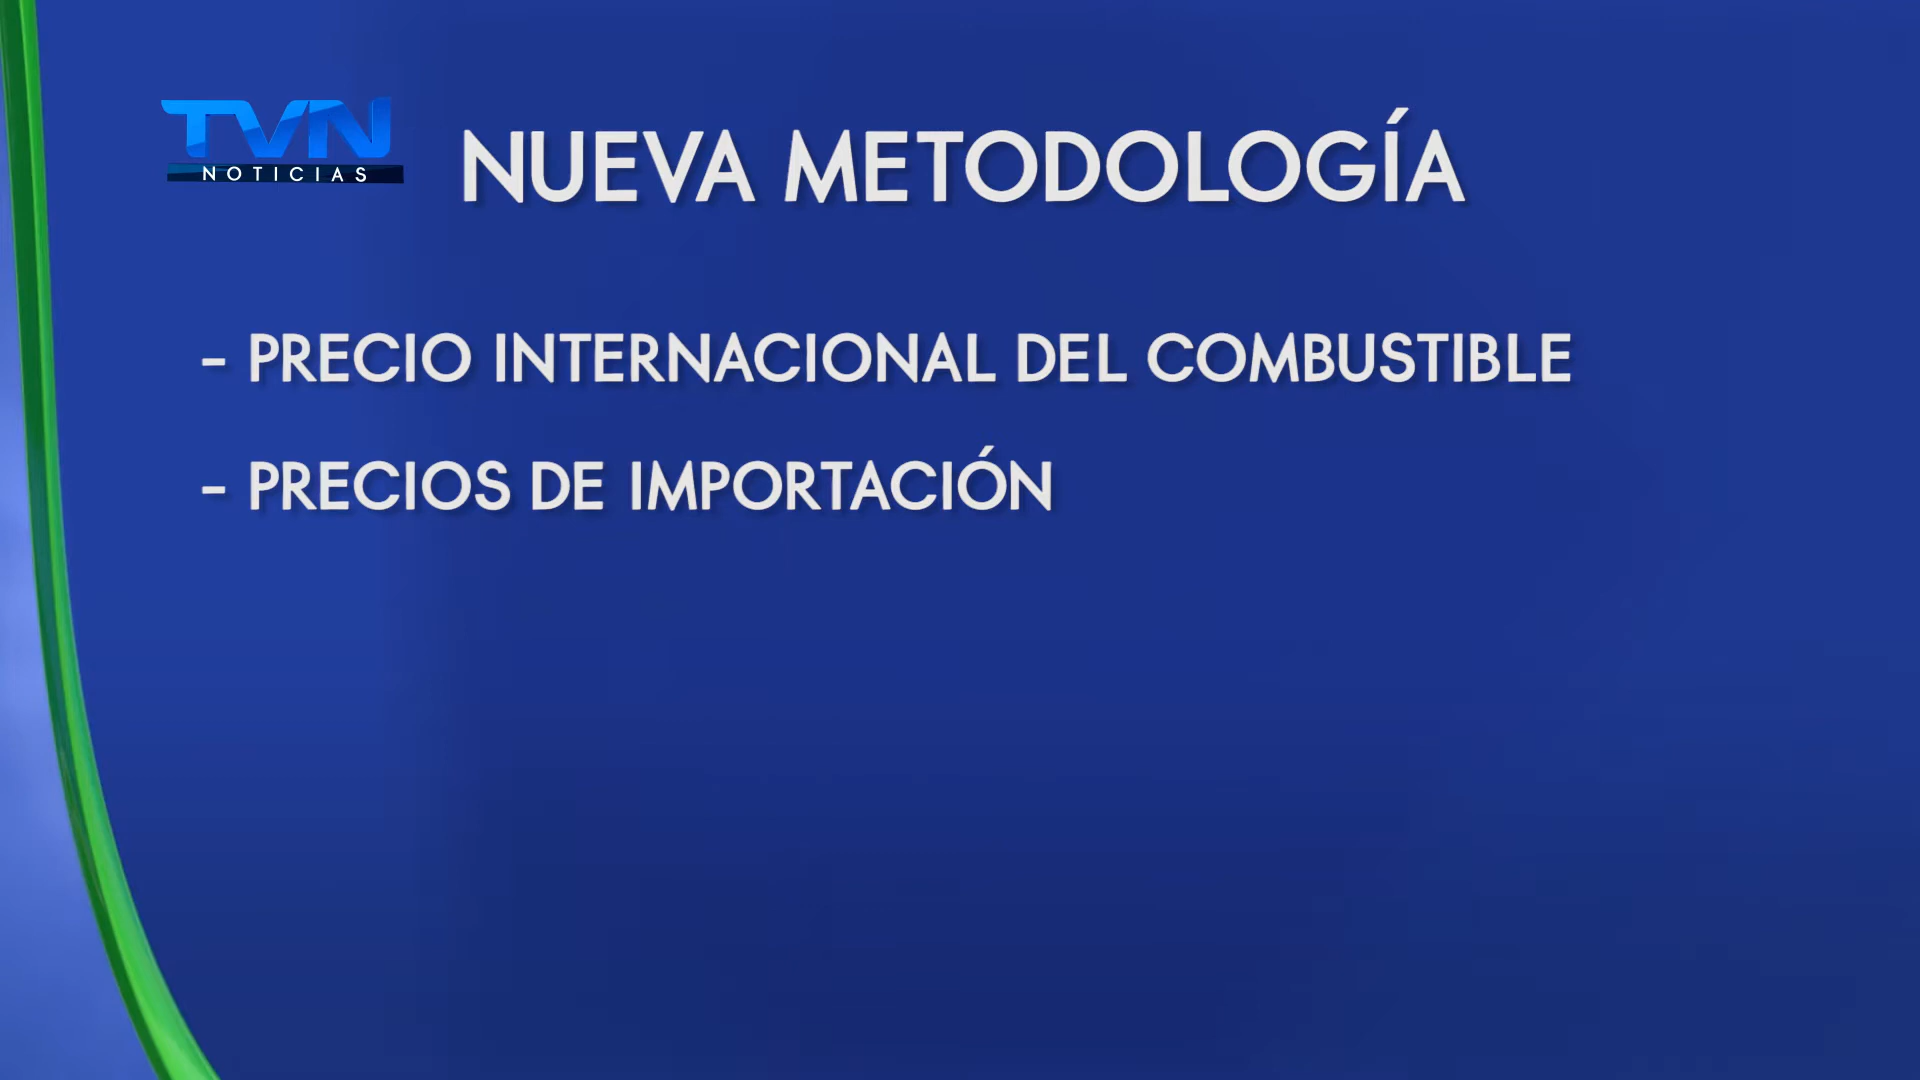 TVN
NOTICIAS
NUEVA METODOLOGÍA
- PRECIO INTERNACIONAL DEL COMBUSTIBLE
- PRECIOS DE IMPORTACIÓN